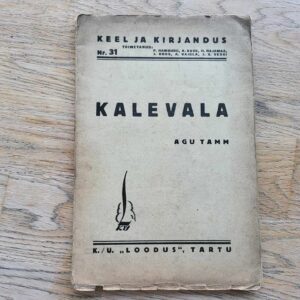 KEEL JA KIRJANDUS
TOIMETANUD:
Nr. 31
KALEVALA
AGU TAMM
K./Ü. „LOODUS", TARTU